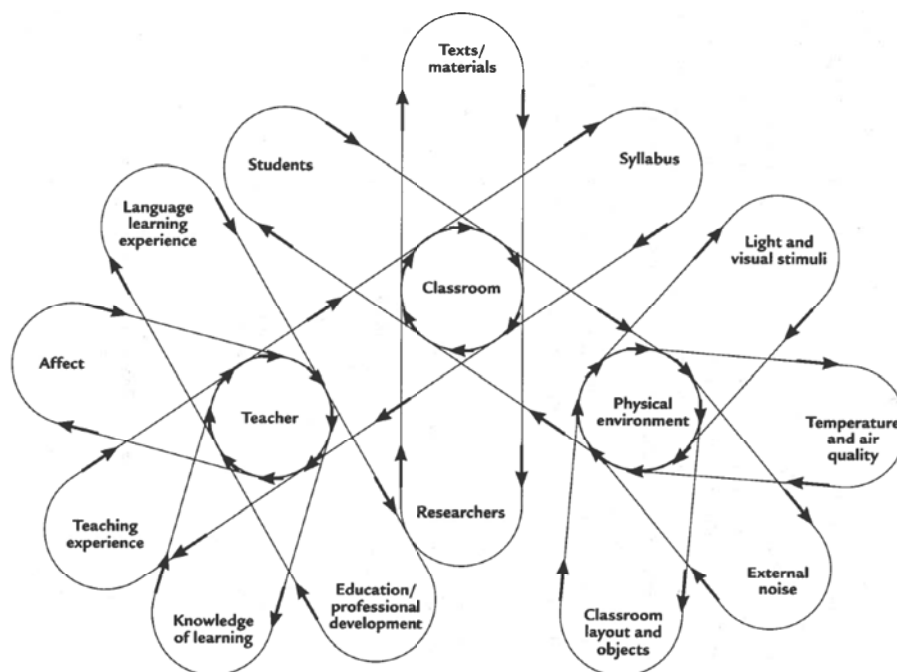 Texts/
materials
Students
Syllabus
Language
learning
experience
Light and
visual stimuli
Classroom
Affect
Teacher
Physical
environment
Temperature
and air
quality
Teaching
experience
Researchers
External
noise
Knowledge
of learning
Education/
professional
development
Classroom
layout and
objects